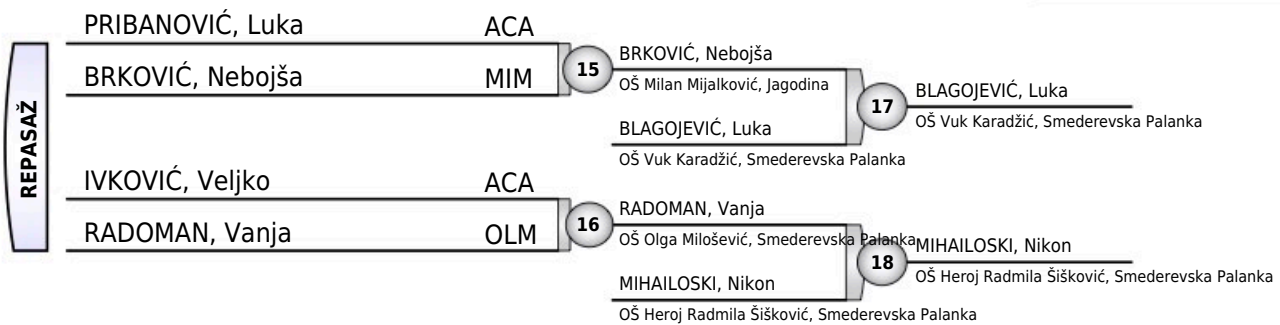 REPASAŽ
PRIBANOVIĆ, Luka ACA
BRKOVIĆ, Nebojša MIM
15
BRKOVIĆ, Nebojša
OŠ Milan Mijalković, Jagodina
BLAGOJEVIĆ, Luka
OŠ Vuk Karadžić, Smederevska Palanka
17
BLAGOJEVIĆ, Luka
OŠ Vuk Karadžić, Smederevska Palanka
IVKOVIĆ, Veljko ACA
RADOMAN, Vanja OLM
16
RADOMAN, Vanja
OŠ Olga Milošević, Smederevska Palanka
MIHAILOSKI, Nikon
OŠ Heroj Radmila Šišković, Smederevska Palanka
18
MIHAILOSKI, Nikon
OŠ Heroj Radmila Šišković, Smederevska Palanka